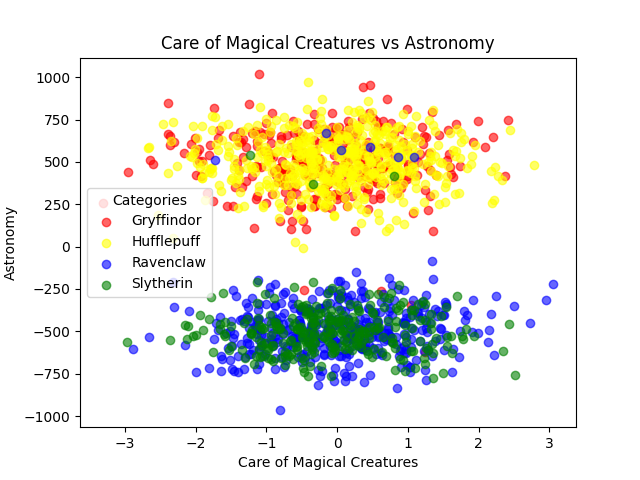 Care of Magical Creatures vs Astronomy
1000
750
500
250
0
−250
−500
−750
−1000
Astronomy
Categories
Gryffindor
Hufflepuff
Ravenclaw
Slytherin
−3 −2 −1 0 1 2 3
Care of Magical Creatures